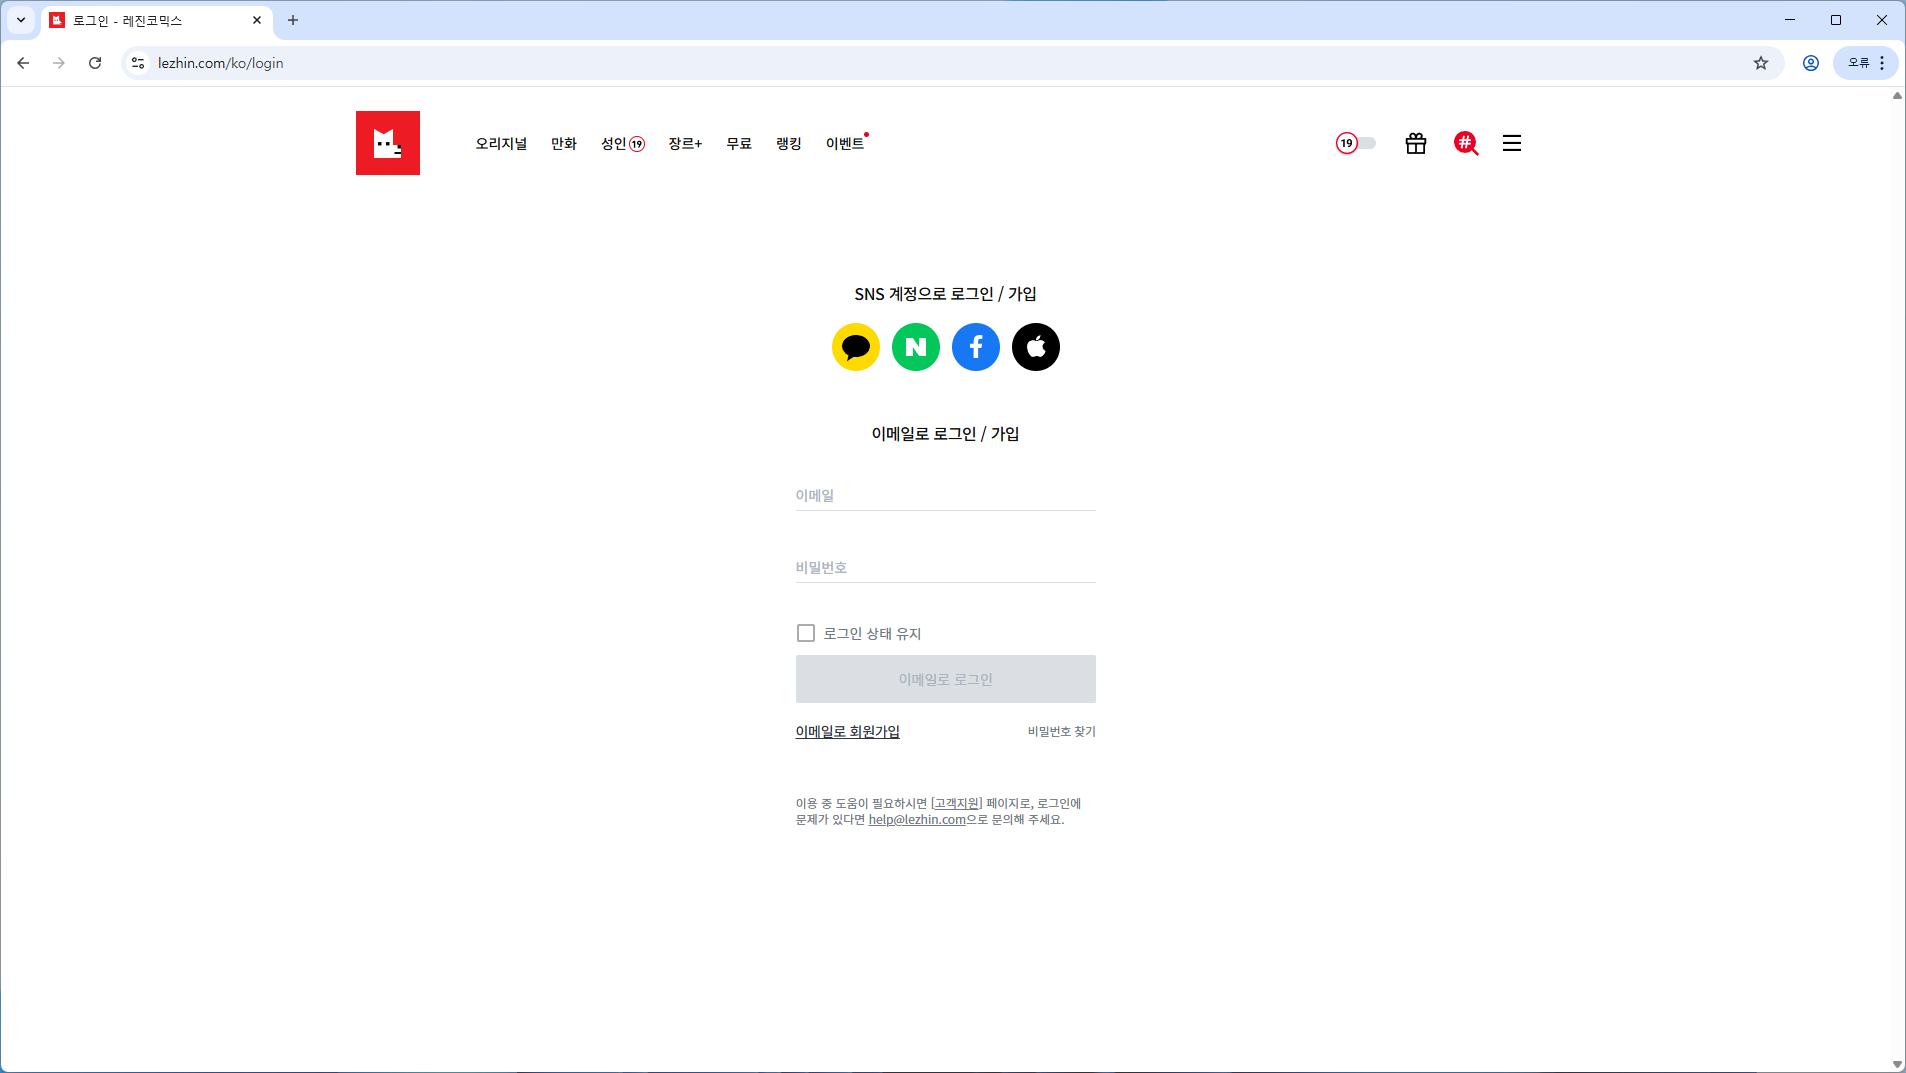 로그인 - 레진코믹스
lezhin.com/ko/login
오류
오리지널 만화 성인 19 장르+ 무료 랭킹 이벤트
19
#
SNS 계정으로 로그인 / 가입
N
이메일로 로그인 / 가입
이메일
비밀번호
로그인 상태 유지
이메일로 로그인
이메일로 회원가입 비밀번호 찾기
이용 중 도움이 필요하시면 [고객지원] 페이지로, 로그인에
문제가 있다면 help@lezhin.com으로 문의해 주세요.